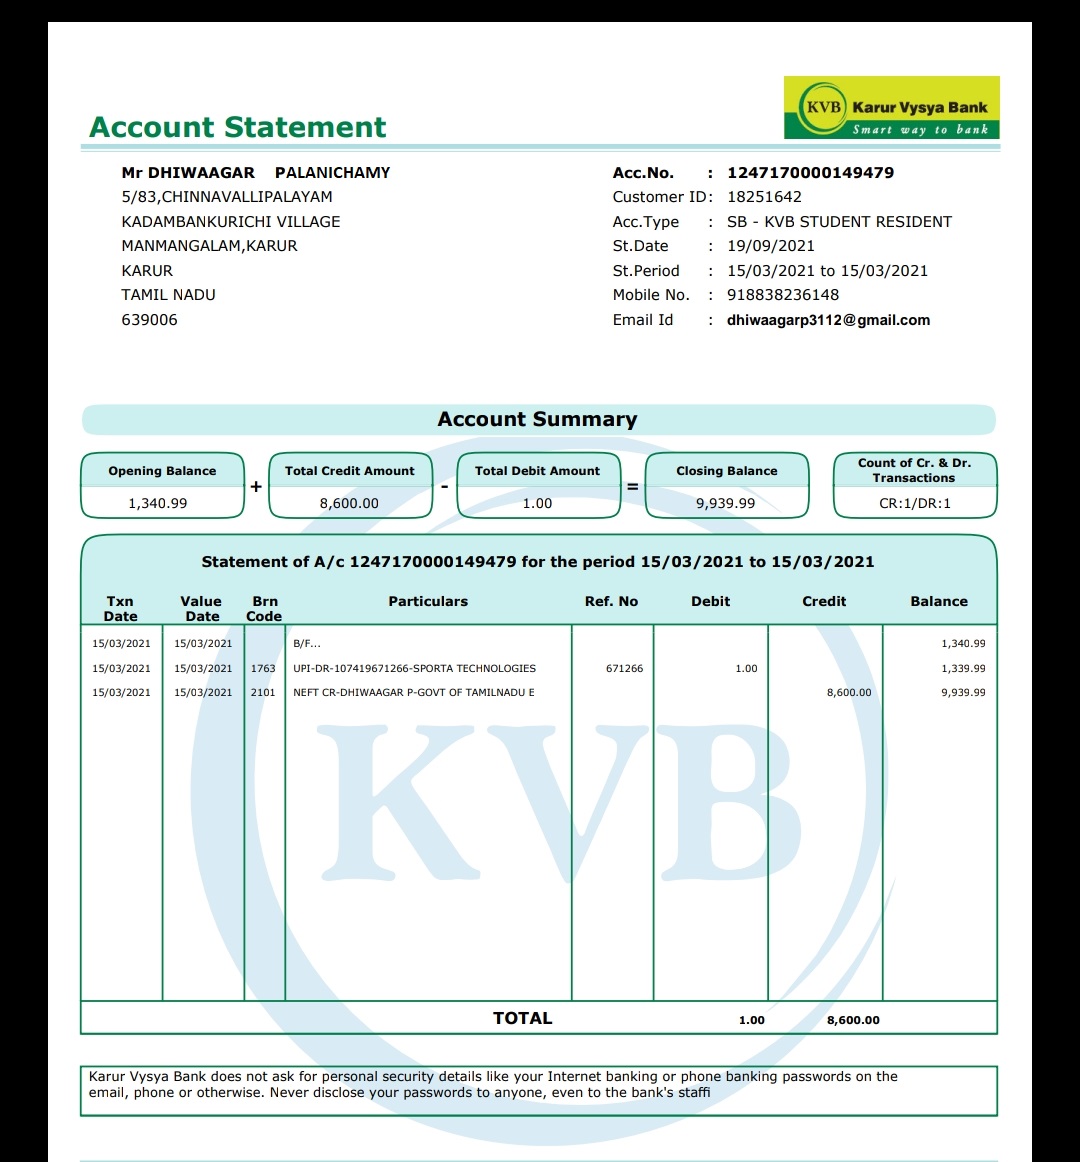 KVB Karur Vysya Bank
Smart way to bank
Account Statement
Mr DHIWAAGAR PALANICHAMY
5/83,CHINNAVALLIPALAYAM
KADAMBANKURICHI VILLAGE
MANMANGALAM,KARUR
KARUR
TAMIL NADU
639006
Acc.No. : 1247170000149479
Customer ID: 18251642
Acc.Type : SB - KVB STUDENT RESIDENT
St.Date : 19/09/2021
St.Period : 15/03/2021 to 15/03/2021
Mobile No. : 918838236148
Email Id : dhiwaagarp3112@gmail.com
Account Summary
Opening Balance + Total Credit Amount - Total Debit Amount = Closing Balance Count of Cr. & Dr. Transactions
1,340.99 8,600.00 1.00 9,939.99 CR:1/DR:1
Statement of A/c 1247170000149479 for the period 15/03/2021 to 15/03/2021
Txn Date Value Date Brn Code Particulars Ref. No Debit Credit Balance
15/03/2021 15/03/2021 B/F... 1,340.99
15/03/2021 15/03/2021 1763 UPI-DR-107419671266-SPORTA TECHNOLOGIES 671266 1.00 1,339.99
15/03/2021 15/03/2021 2101 NEFT CR-DHIWAAGAR P-GOVT OF TAMILNADU E 8,600.00 9,939.99
KVB
TOTAL 1.00 8,600.00
Karur Vysya Bank does not ask for personal security details like your Internet banking or phone banking passwords on the
email, phone or otherwise. Never disclose your passwords to anyone, even to the bank's staffi